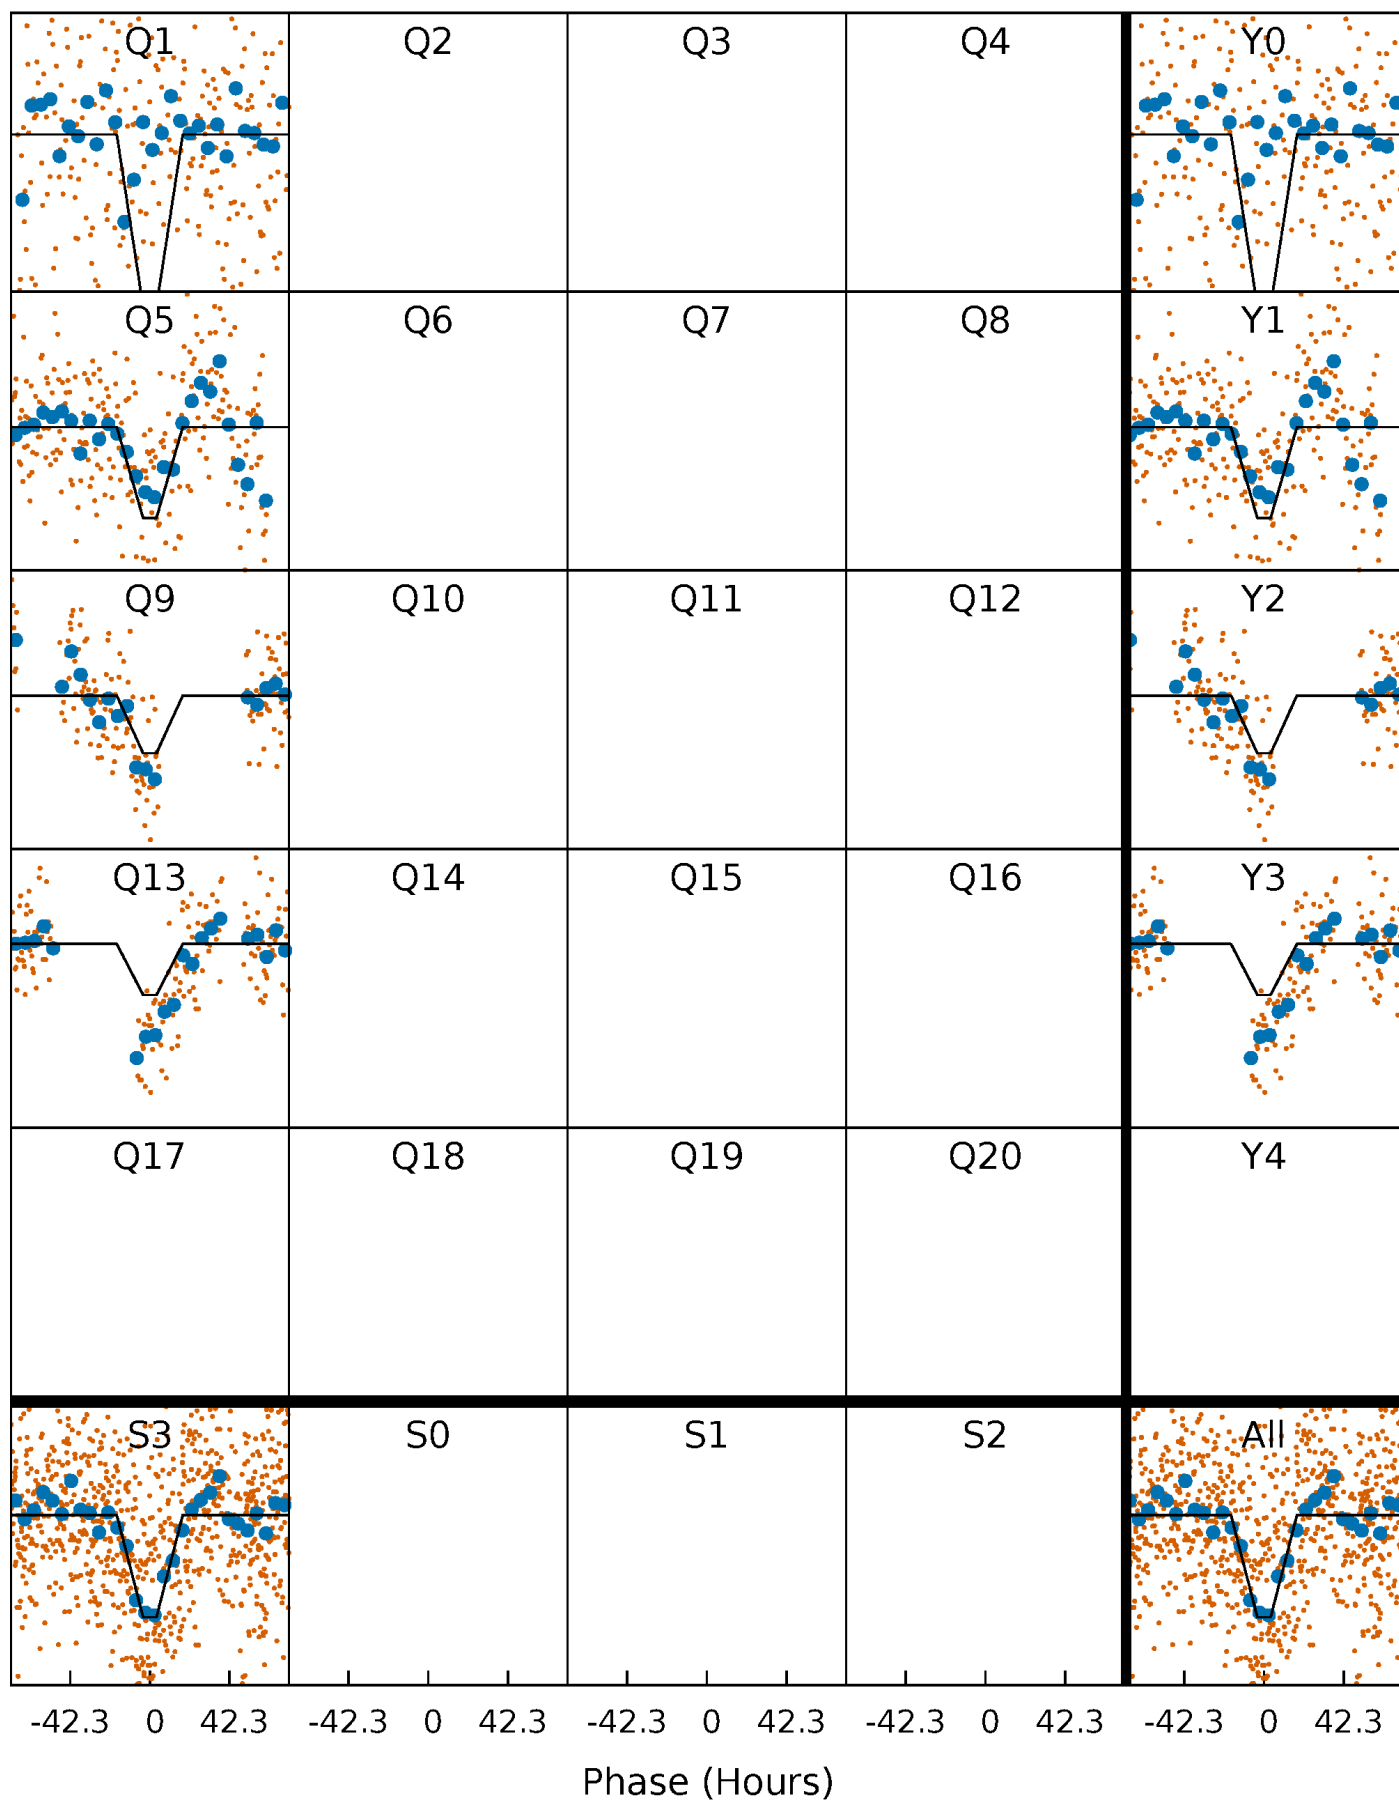 Q1 Q2 Q3 Q4 Y0
Q5 Q6 Q7 Q8 Y1
Q9 Q10 Q11 Q12 Y2
Q13 Q14 Q15 Q16 Y3
Q17 Q18 Q19 Q20 Y4
S3 S0 S1 S2 All
-42.3 0 42.3 -42.3 0 42.3 -42.3 0 42.3 -42.3 0 42.3 -42.3 0 42.3
Phase (Hours)